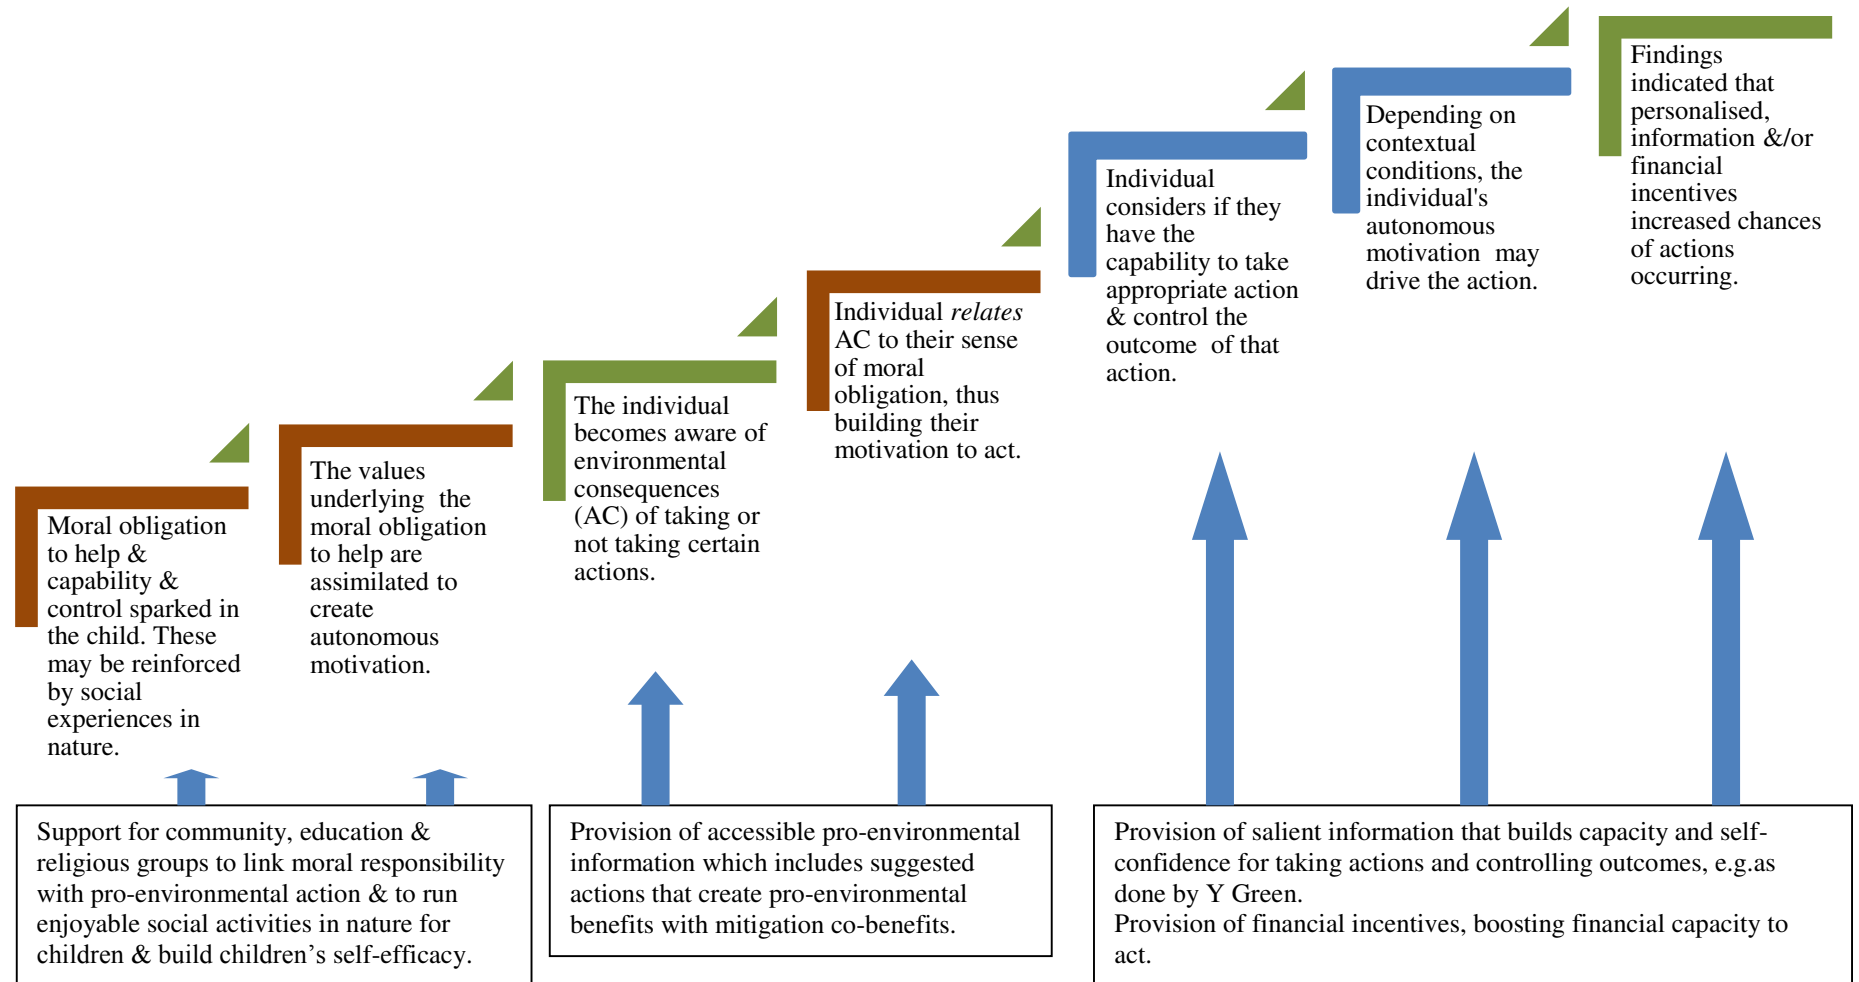 Moral obligation
to help &
capability &
control sparked in
the child. These
may be reinforced
by social
experiences in
nature.
The values
underlying the
moral obligation
to help are
assimilated to
create
autonomous
motivation.
The individual
becomes aware of
environmental
consequences
(AC) of taking or
not taking certain
actions.
Individual relates
AC to their sense
of moral
obligation, thus
building their
motivation to act.
Individual
considers if they
have the
capability to take
appropriate action
& control the
outcome of that
action.
Depending on
contextual
conditions, the
individual's
autonomous
motivation may
drive the action.
Findings
indicated that
personalised,
information &/or
financial
incentives
increased chances
of actions
occurring.
Support for community, education &
religious groups to link moral responsibility
with pro-environmental action & to run
enjoyable social activities in nature for
children & build children’s self-efficacy.
Provision of accessible pro-environmental
information which includes suggested
actions that create pro-environmental
benefits with mitigation co-benefits.
Provision of salient information that builds capacity and self-
confidence for taking actions and controlling outcomes, e.g.as
done by Y Green.
Provision of financial incentives, boosting financial capacity to
act.